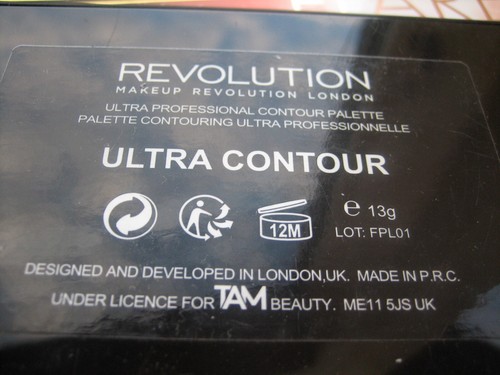 REVOLUTION
MAKEUP REVOLUTION LONDON
ULTRA PROFESSIONAL CONTOUR PALETTE
PALETTE CONTOURING ULTRA PROFESSIONNELLE
ULTRA CONTOUR
12M
e 13g
LOT: FPL01
DESIGNED AND DEVELOPED IN LONDON,UK. MADE IN P.R.C.
UNDER LICENCE FOR TAM BEAUTY. ME11 5JS UK